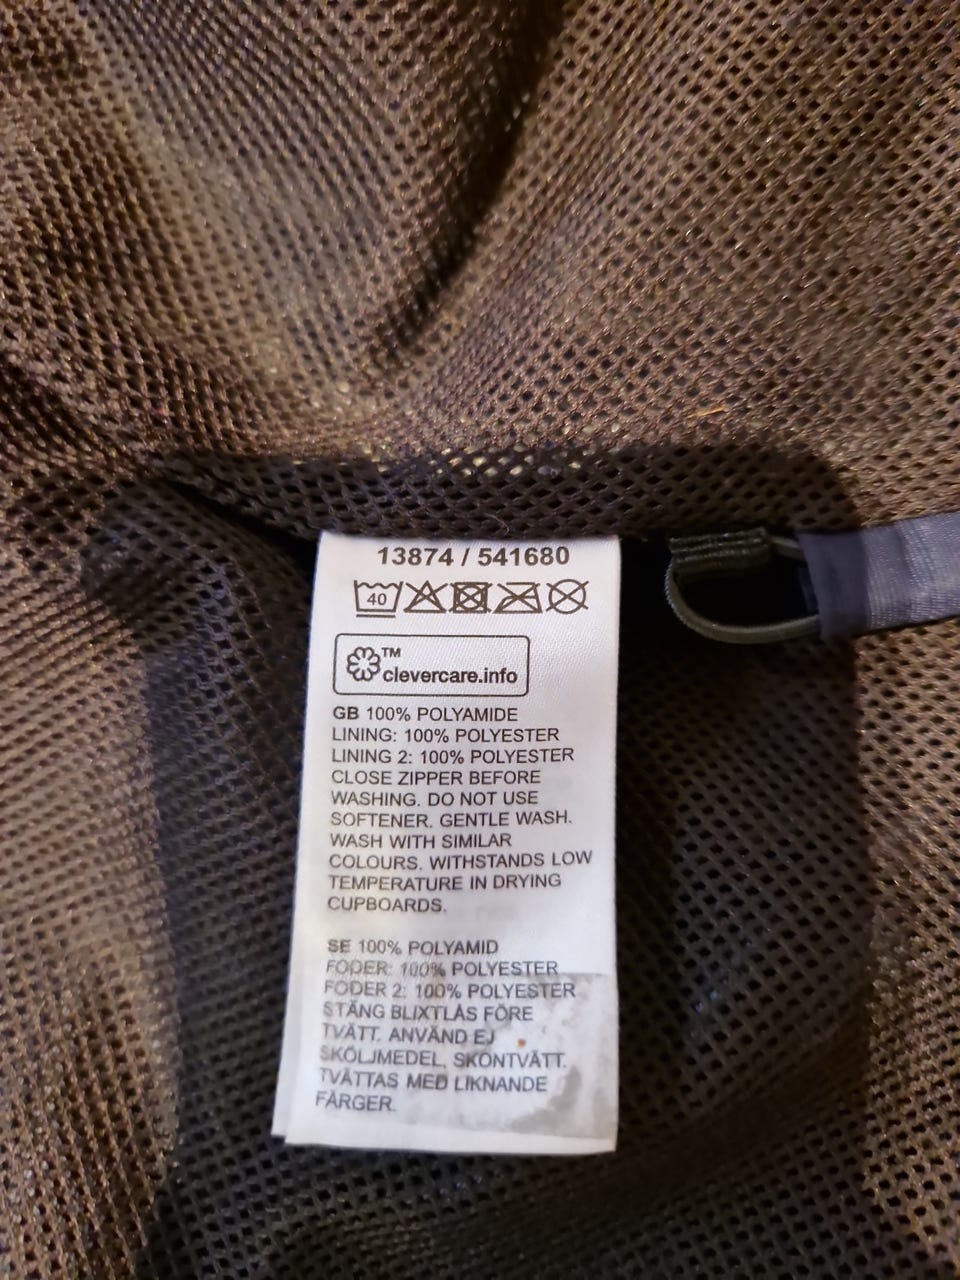 13874 / 541680
40
TM
clevercare.info
GB 100% POLYAMIDE
LINING: 100% POLYESTER
LINING 2: 100% POLYESTER
CLOSE ZIPPER BEFORE
WASHING. DO NOT USE
SOFTENER. GENTLE WASH.
WASH WITH SIMILAR
COLOURS. WITHSTANDS LOW
TEMPERATURE IN DRYING
CUPBOARDS.
SE 100% POLYAMID
FODER: 100% POLYESTER
FODER 2: 100% POLYESTER
STÄNG BLIXTLÅS FÖRE
TVÄTT. ANVÄND EJ
SKÖLJMEDEL, SKONTVÄTT.
TVÄTTAS MED LIKNANDE
FÄRGER.